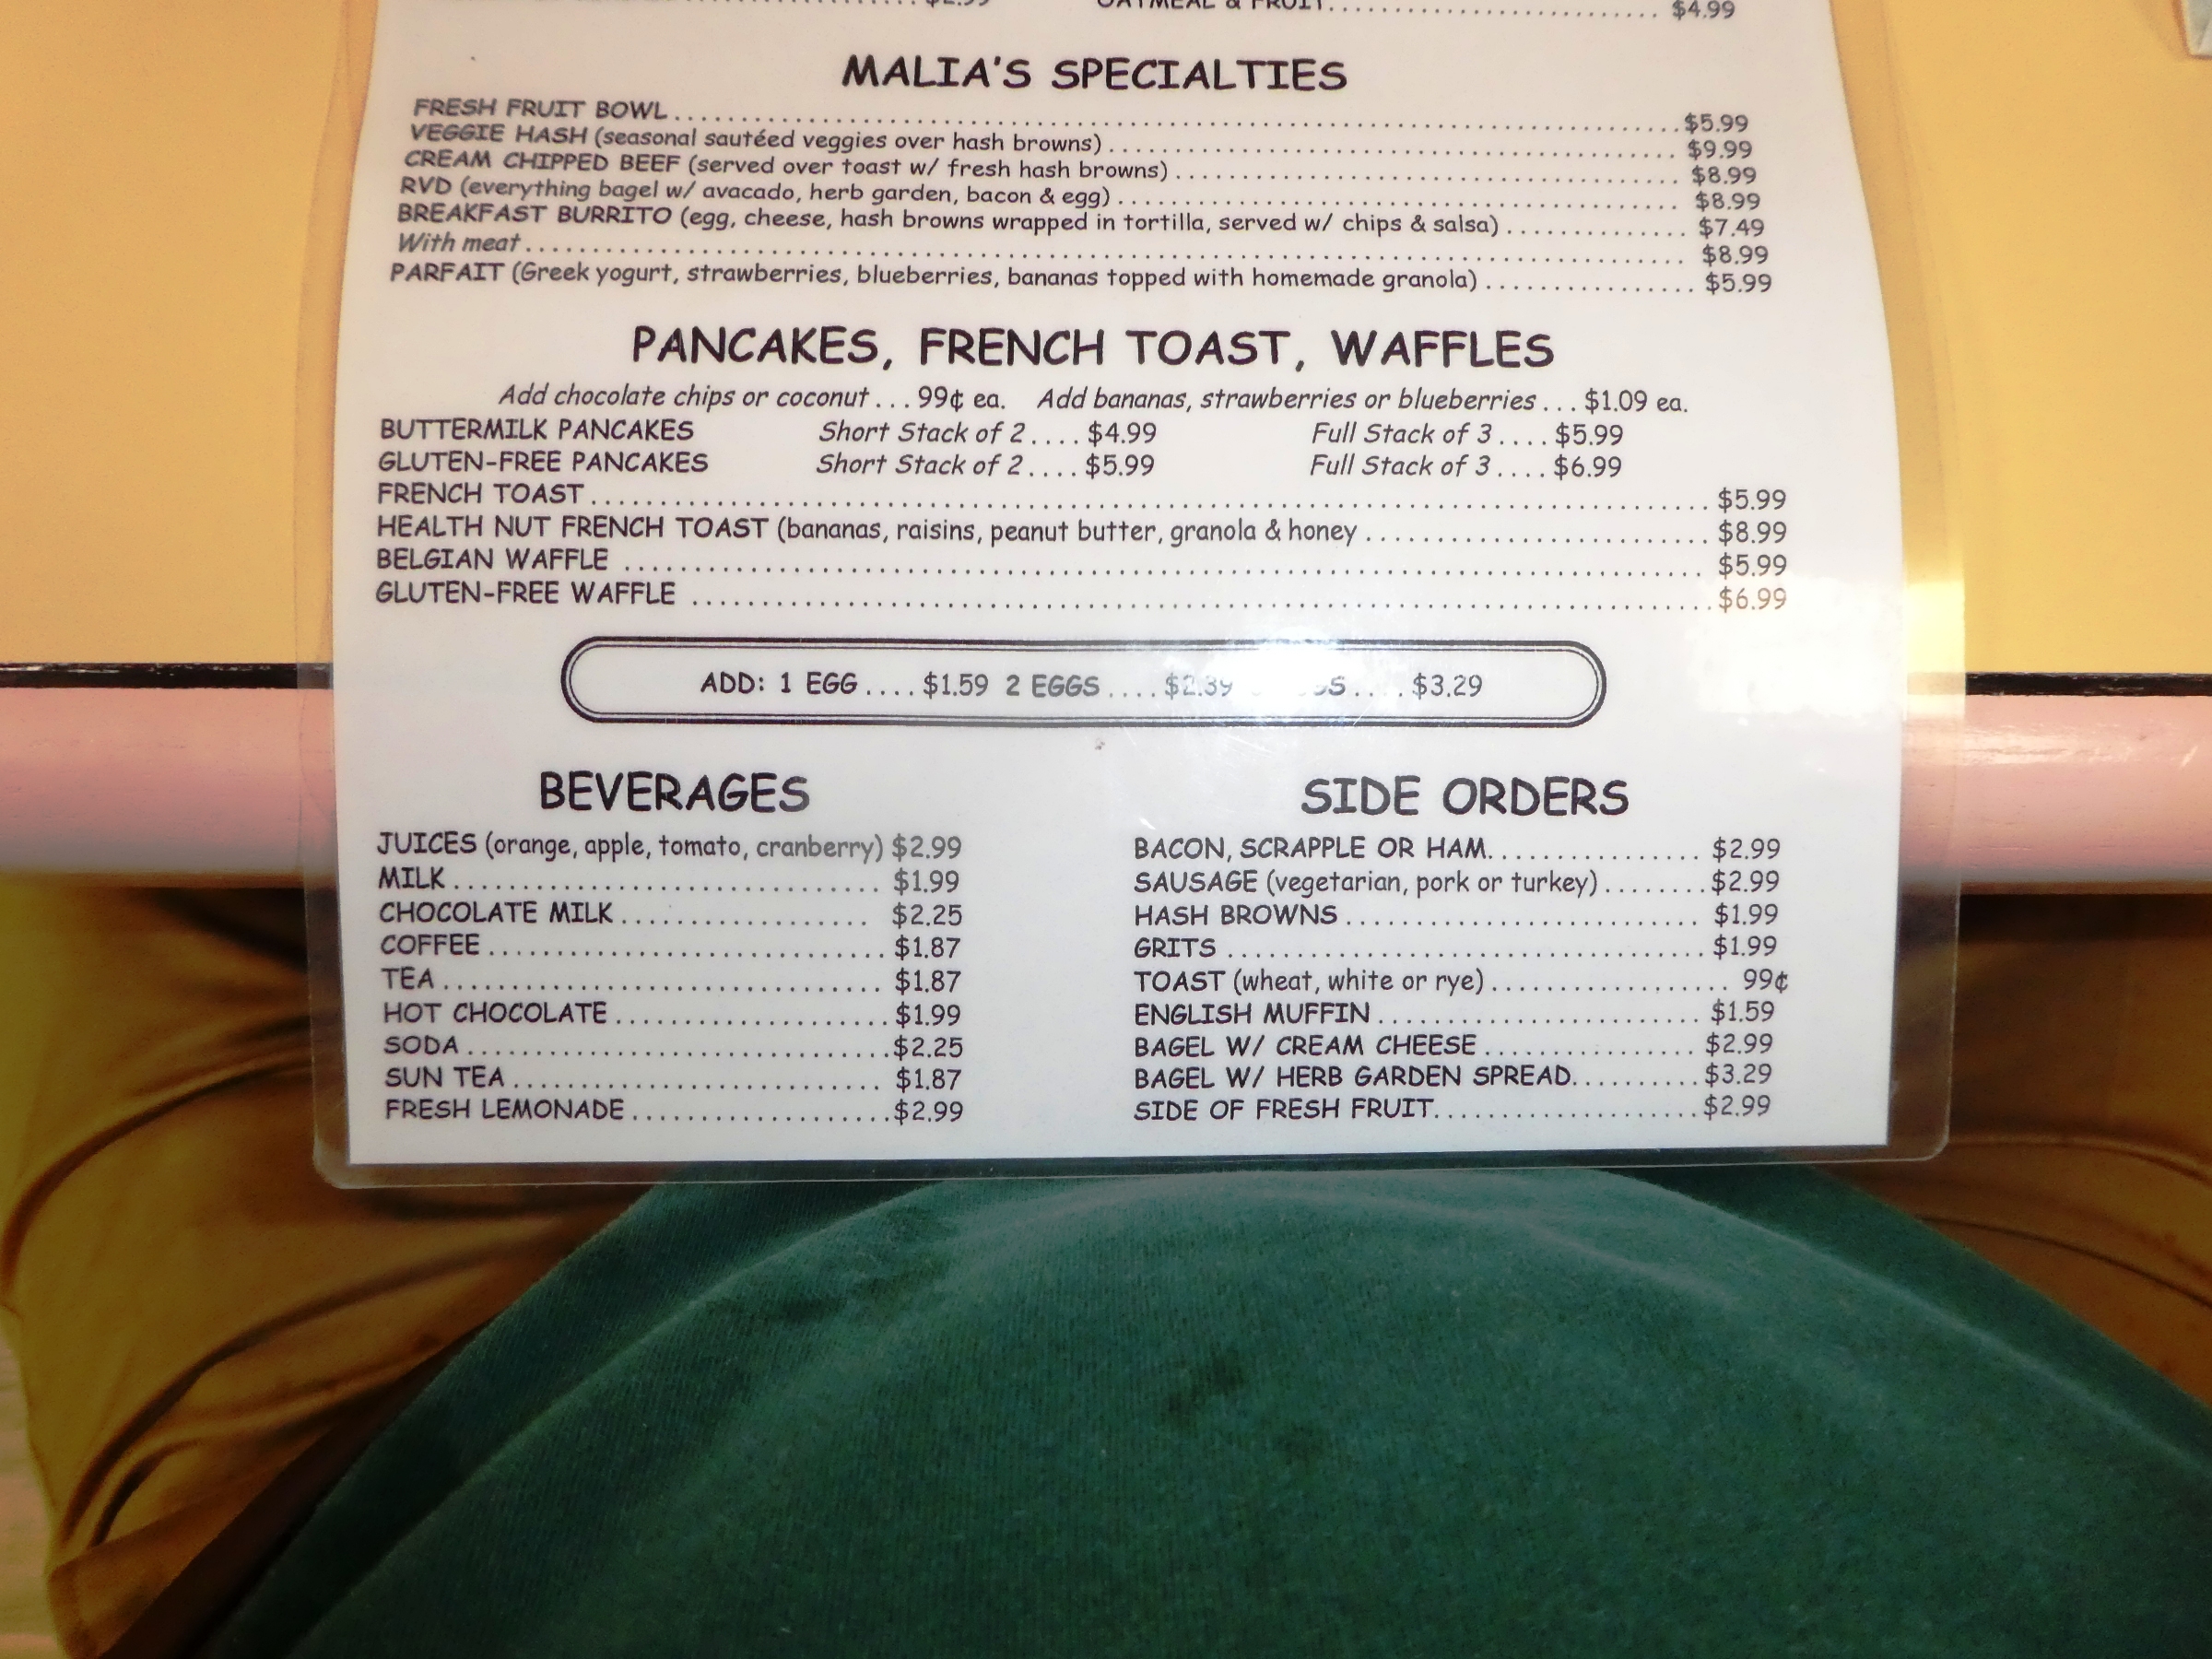 OATMEAL & FRUIT.............................. $4.99
MALIA'S SPECIALTIES
FRESH FRUIT BOWL.............................. $5.99
VEGGIE HASH (seasonal sautéed veggies over hash browns).............................. $9.99
CREAM CHIPPED BEEF (served over toast w/ fresh hash browns).............................. $8.99
RVD (everything bagel w/ avacado, herb garden, bacon & egg).............................. $8.99
BREAKFAST BURRITO (egg, cheese, hash browns wrapped in tortilla, served w/ chips & salsa).............. $7.49
With meat.............................. $8.99
PARFAIT (Greek yogurt, strawberries, blueberries, bananas topped with homemade granola)................ $5.99
PANCAKES, FRENCH TOAST, WAFFLES
Add chocolate chips or coconut...99¢ ea. Add bananas, strawberries or blueberries...$1.09 ea.
BUTTERMILK PANCAKES Short Stack of 2....$4.99 Full Stack of 3....$5.99
GLUTEN-FREE PANCAKES Short Stack of 2....$5.99 Full Stack of 3....$6.99
FRENCH TOAST.............................. $5.99
HEALTH NUT FRENCH TOAST (bananas, raisins, peanut butter, granola & honey......................... $8.99
BELGIAN WAFFLE.............................. $5.99
GLUTEN-FREE WAFFLE.............................. $6.99
ADD: 1 EGG....$1.59 2 EGGS....$2.39 ....$3.29
BEVERAGES
JUICES (orange, apple, tomato, cranberry) $2.99
MILK.............................. $1.99
CHOCOLATE MILK.................. $2.25
COFFEE.............................. $1.87
TEA.............................. $1.87
HOT CHOCOLATE.................... $1.99
SODA.............................. $2.25
SUN TEA........................... $1.87
FRESH LEMONADE................... $2.99
SIDE ORDERS
BACON, SCRAPPLE OR HAM................ $2.99
SAUSAGE (vegetarian, pork or turkey)........ $2.99
HASH BROWNS.......................... $1.99
GRITS.............................. $1.99
TOAST (wheat, white or rye).................. 99¢
ENGLISH MUFFIN........................ $1.59
BAGEL W/ CREAM CHEESE................ $2.99
BAGEL W/ HERB GARDEN SPREAD.......... $3.29
SIDE OF FRESH FRUIT.................... $2.99